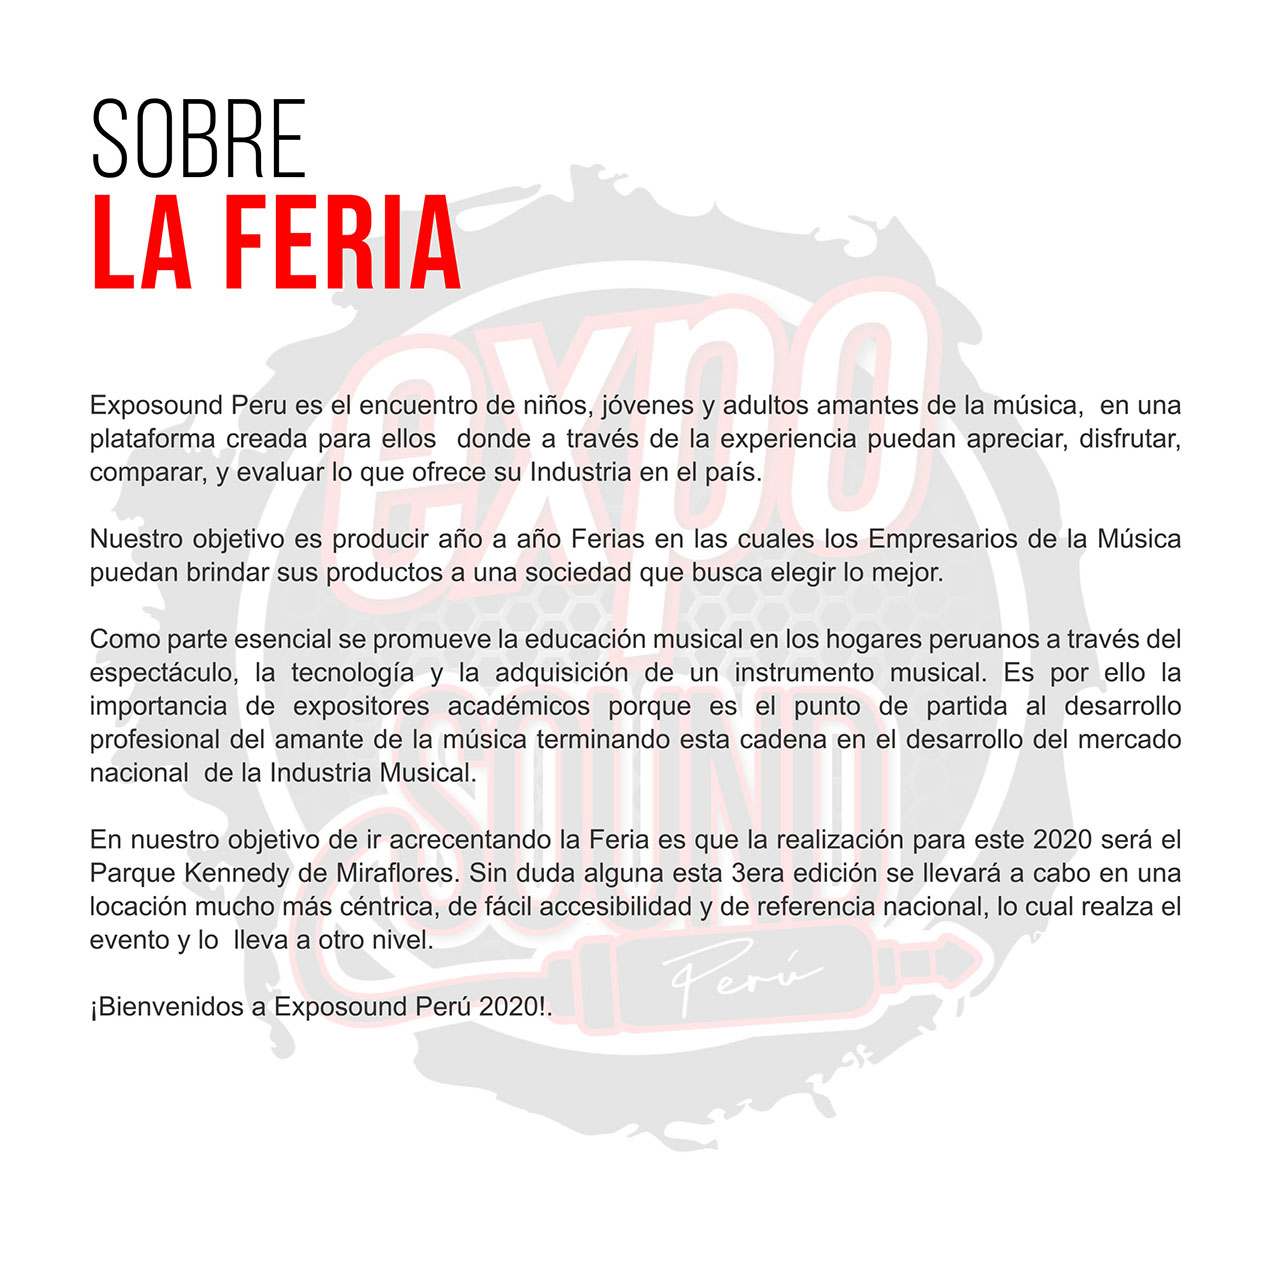 SOBRE
LA FERIA
Exposound Peru es el encuentro de niños, jóvenes y adultos amantes de la música,  en una
plataforma creada para ellos  donde a través de la experiencia puedan apreciar, disfrutar,
comparar, y evaluar lo que ofrece su Industria en el país.
Nuestro objetivo es producir año a año Ferias en las cuales los Empresarios de la Música
puedan brindar sus productos a una sociedad que busca elegir lo mejor.
Como parte esencial se promueve la educación musical en los hogares peruanos a través del
espectáculo, la tecnología y la adquisición de un instrumento musical. Es por ello la
importancia de expositores académicos porque es el punto de partida al desarrollo
profesional del amante de la música terminando esta cadena en el desarrollo del mercado
nacional  de la Industria Musical.
En nuestro objetivo de ir acrecentando la Feria es que la realización para este 2020 será el
Parque Kennedy de Miraflores. Sin duda alguna esta 3era edición se llevará a cabo en una
locación mucho más céntrica, de fácil accesibilidad y de referencia nacional, lo cual realza el
evento y lo  lleva a otro nivel.
¡Bienvenidos a Exposound Perú 2020!.
expo
SOUND
Perú